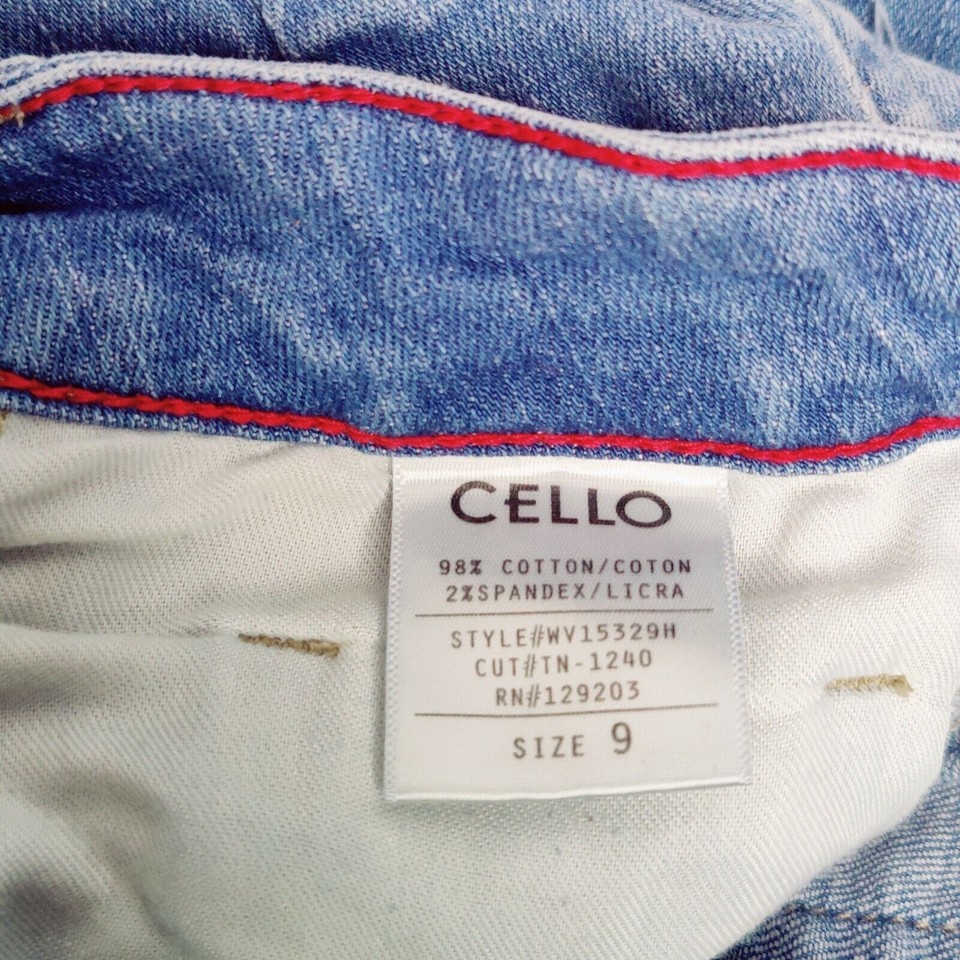 CELLO
98% COTTON/COTON
2%SPANDEX/LICRA
STYLE#WV15329H
CUT#TN-1240
RN#129203
SIZE 9